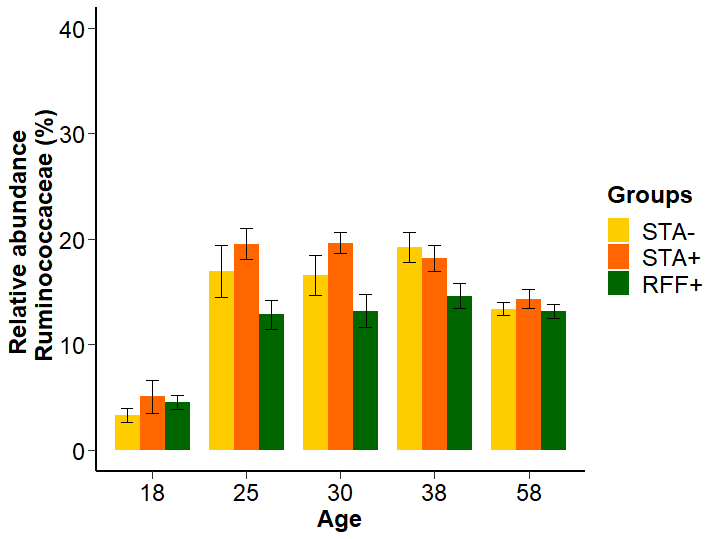 Relative abundance
Ruminococcaceae (%)
40
30
20
10
0
18 25 30 38 58
Age
Groups
STA-
STA+
RFF+